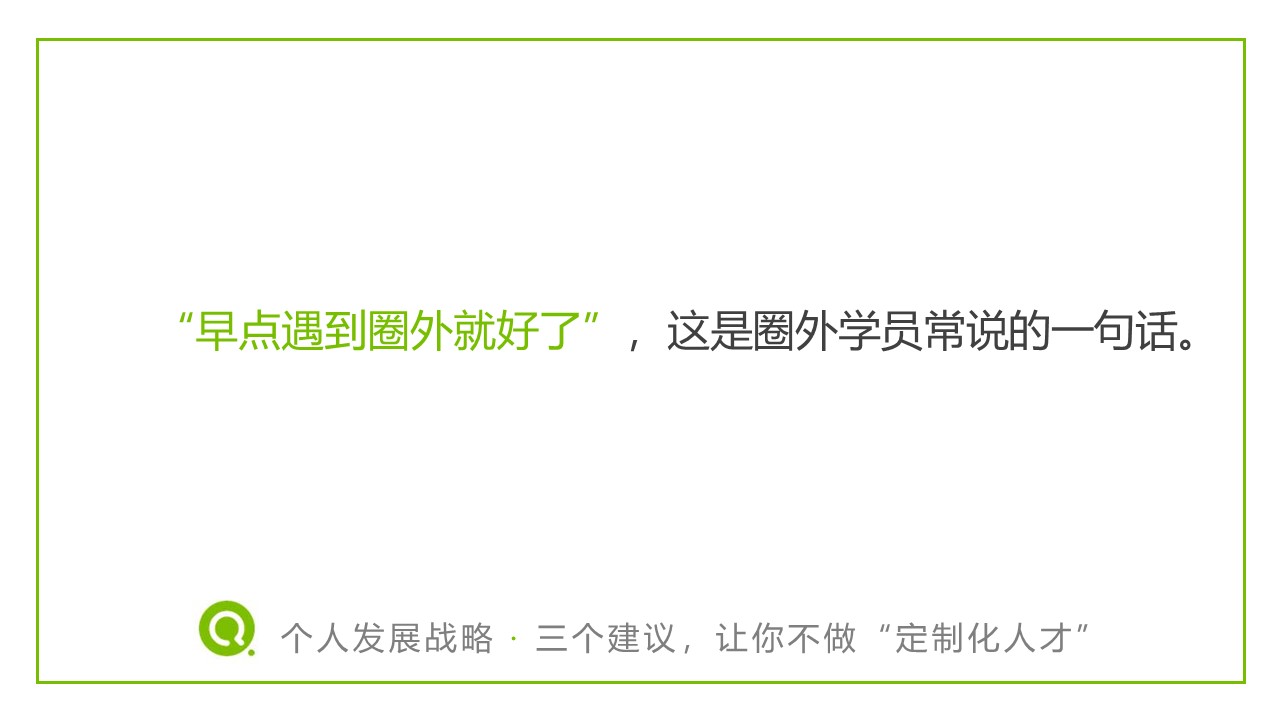 “早点遇到圈外就好了”，这是圈外学员常说的一句话。
个人发展战略 · 三个建议，让你不做“定制化人才”